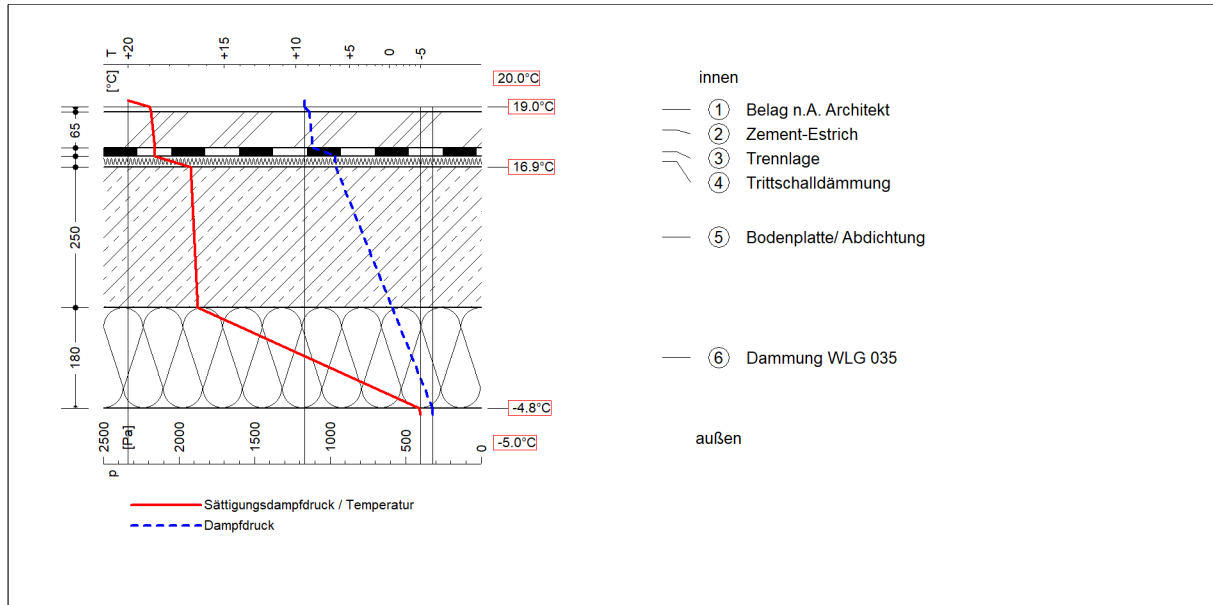 T +20 +15 +10 +5 0 -5
[°C]
20.0°C
innen
19.0°C
1 Belag n.A. Architekt
65
2 Zement-Estrich
3 Trennlage
16.9°C
4 Trittschalldämmung
250
5 Bodenplatte/ Abdichtung
180
6 Dammung WLG 035
-4.8°C
außen
-5.0°C
2500 [Pa] 2000 1500 1000 500 0
p
Sättigungsdampfdruck / Temperatur
Dampfdruck